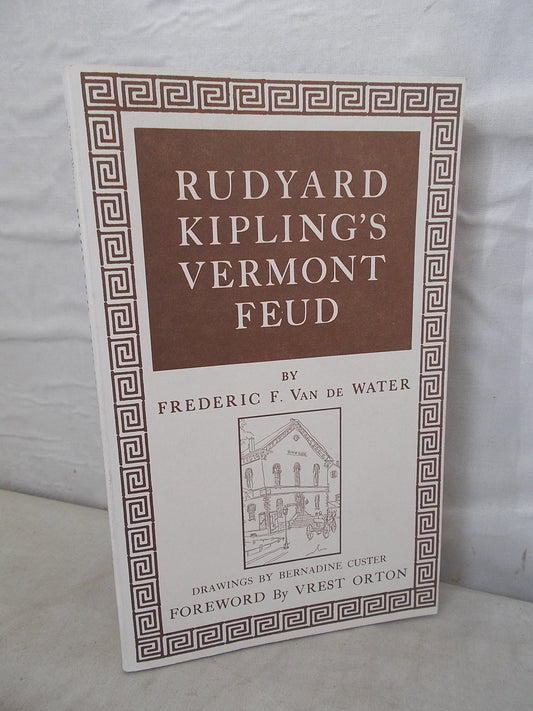 RUDYARD
KIPLING'S
VERMONT
FEUD
BY
FREDERIC F. VAN DE WATER
DRAWINGS BY BERNADINE CUSTER
FOREWORD By VREST ORTON